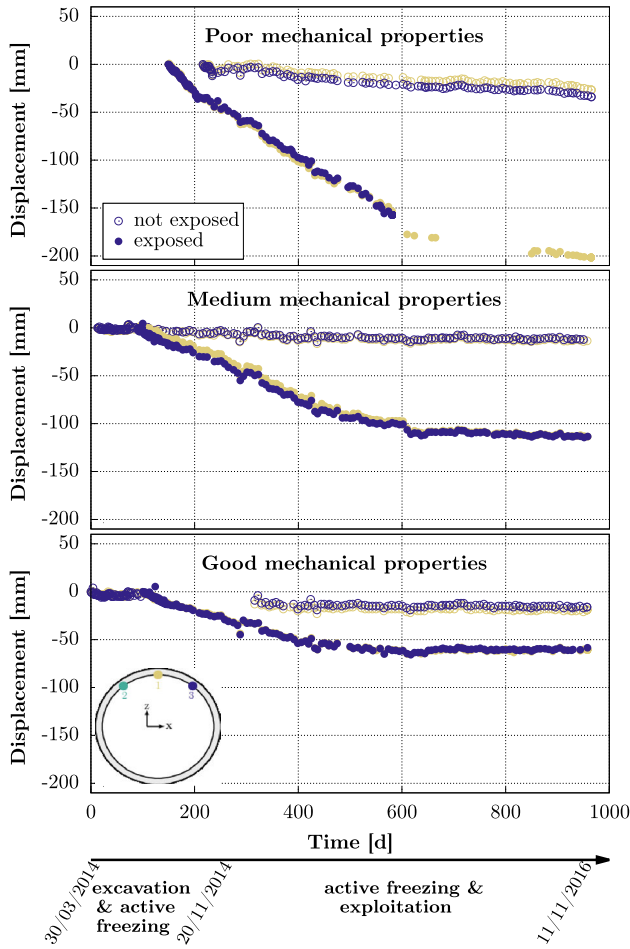 Poor mechanical properties
50
0
-50
-100
-150
-200
Displacement [mm]
not exposed
exposed
Medium mechanical properties
50
0
-50
-100
-150
-200
Displacement [mm]
Good mechanical properties
50
0
-50
-100
-150
-200
Displacement [mm]
2 1 3
z
x
0 200 400 600 800 1000
Time [d]
30/03/2014
20/11/2014
11/11/2016
excavation
& active
freezing
active freezing &
exploitation